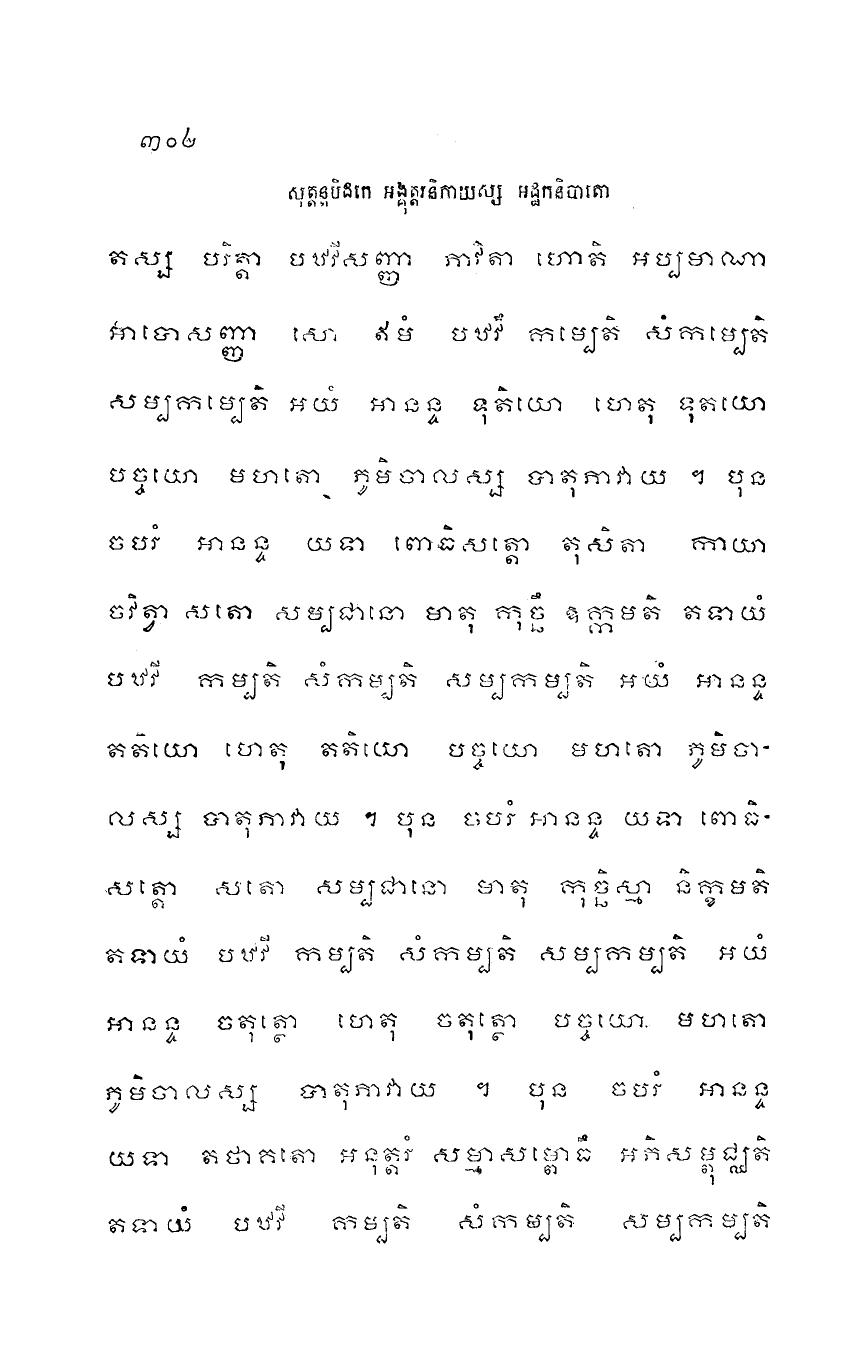 ៣០៤
សុត្តន្តបិដកេ អង្គុត្តរនិកាយស្ស អដ្ឋកនិបាតោ
តស្ស បរិត្តា បឋវីសញ្ញា ភាវិតា ហោតិ អប្បមាណា
អាបោសញ្ញា សោ ឥមំ បឋវឹ កម្បេតិ សំកម្បេតិ
សម្បកម្បេតិ អយំ អានន្ទ ទុតិយោ ហេតុ ទុតយោ
បច្ចយោ មហតោ ភូមិចាលស្ស បាតុភាវាយ ។ បុន
ចបរំ អានន្ទ យទា ពោធិសត្តោ តុសិតា កាយា
ចវិត្វា សតោ សម្បជានោ មាតុ កុច្ឆឹ ឧក្កមតិ តទាយំ
បឋវី កម្បតិ សំកម្បតិ សម្បកម្បតិ អយំ អានន្ទ
តតិយោ ហេតុ តតិយោ បច្ចយោ មហតោ ភូមិចា-
លស្ស បាតុភាវាយ ។ បុន ចបរំ អានន្ទ យទា ពោធិ-
សត្តោ សតោ សម្បជានោ មាតុ កុច្ឆិស្មា និក្ខមតិ
តទាយំ បឋវី កម្បតិ សំកម្បតិ សម្បកម្បតិ អយំ
អានន្ទ ចតុត្ថោ ហេតុ ចតុត្ថោ បច្ចយោ មហតោ
ភូមិចាលស្ស បាតុភាវាយ ។ បុន ចបរំ អានន្ទ
យទា តថាគតោ អនុត្តរំ សម្មាសម្ពោធឹ អភិសម្ពុជ្ឈតិ
តទាយំ បឋវី កម្បតិ សំកម្បតិ សម្បកម្បតិ